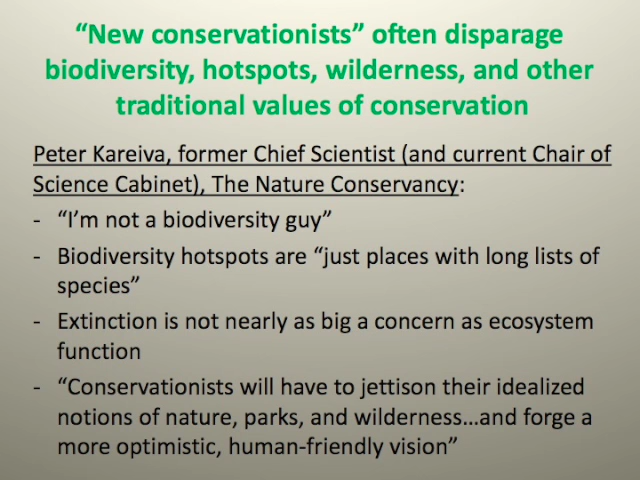 “New conservationists” often disparage
biodiversity, hotspots, wilderness, and other
traditional values of conservation
Peter Kareiva, former Chief Scientist (and current Chair of
Science Cabinet), The Nature Conservancy:
- “I’m not a biodiversity guy”
- Biodiversity hotspots are “just places with long lists of
species”
- Extinction is not nearly as big a concern as ecosystem
function
- “Conservationists will have to jettison their idealized
notions of nature, parks, and wilderness…and forge a
more optimistic, human-friendly vision”